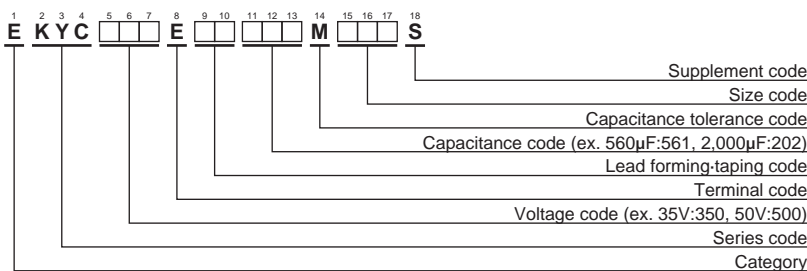 1 2 3 4 5 6 7 8 9 10 11 12 13 14 15 16 17 18
E K Y C □□□ E □□ □□□ M □□□ S
Supplement code
Size code
Capacitance tolerance code
Capacitance code (ex. 560μF:561, 2,000μF:202)
Lead forming·taping code
Terminal code
Voltage code (ex. 35V:350, 50V:500)
Series code
Category